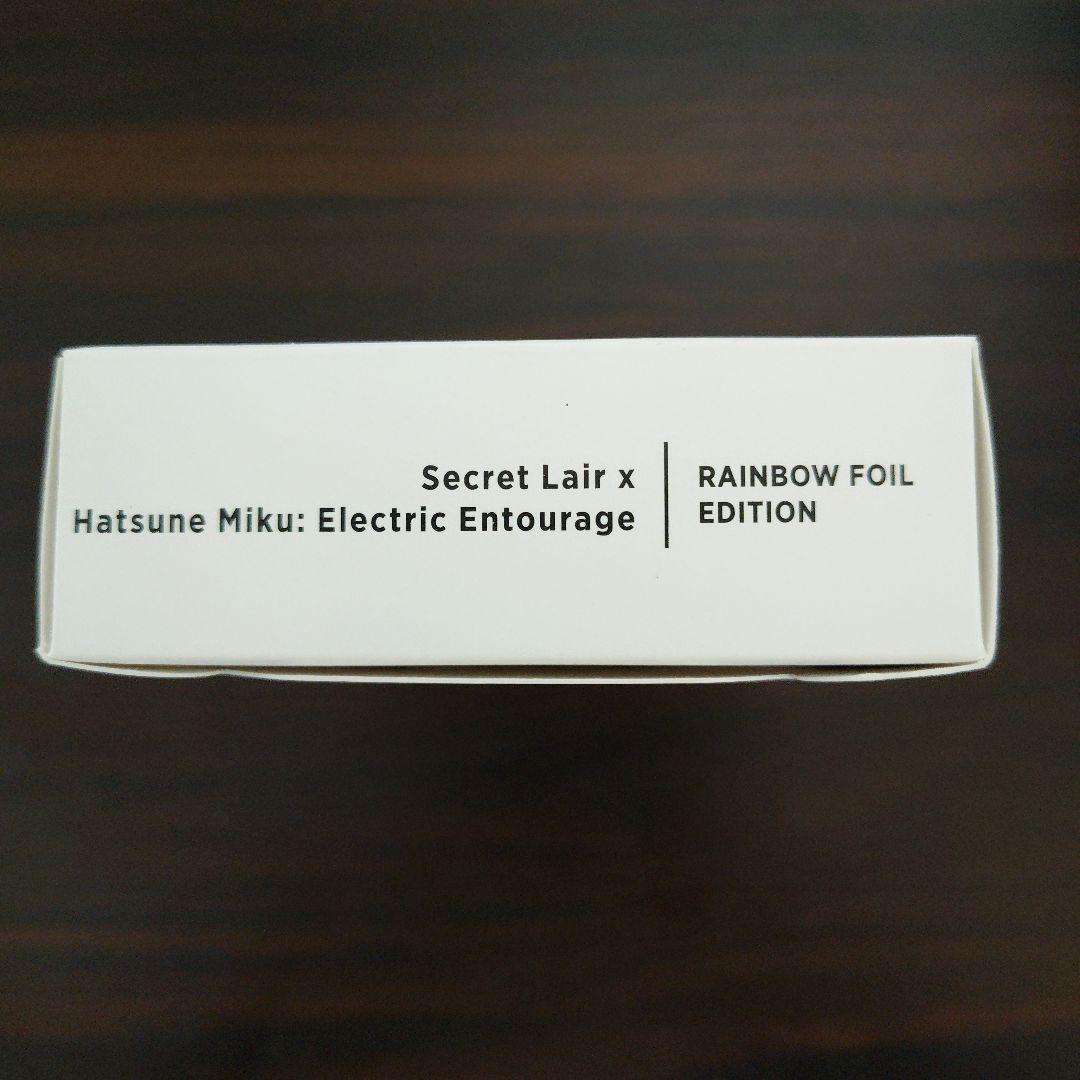 Secret Lair x
Hatsune Miku: Electric Entourage
RAINBOW FOIL
EDITION